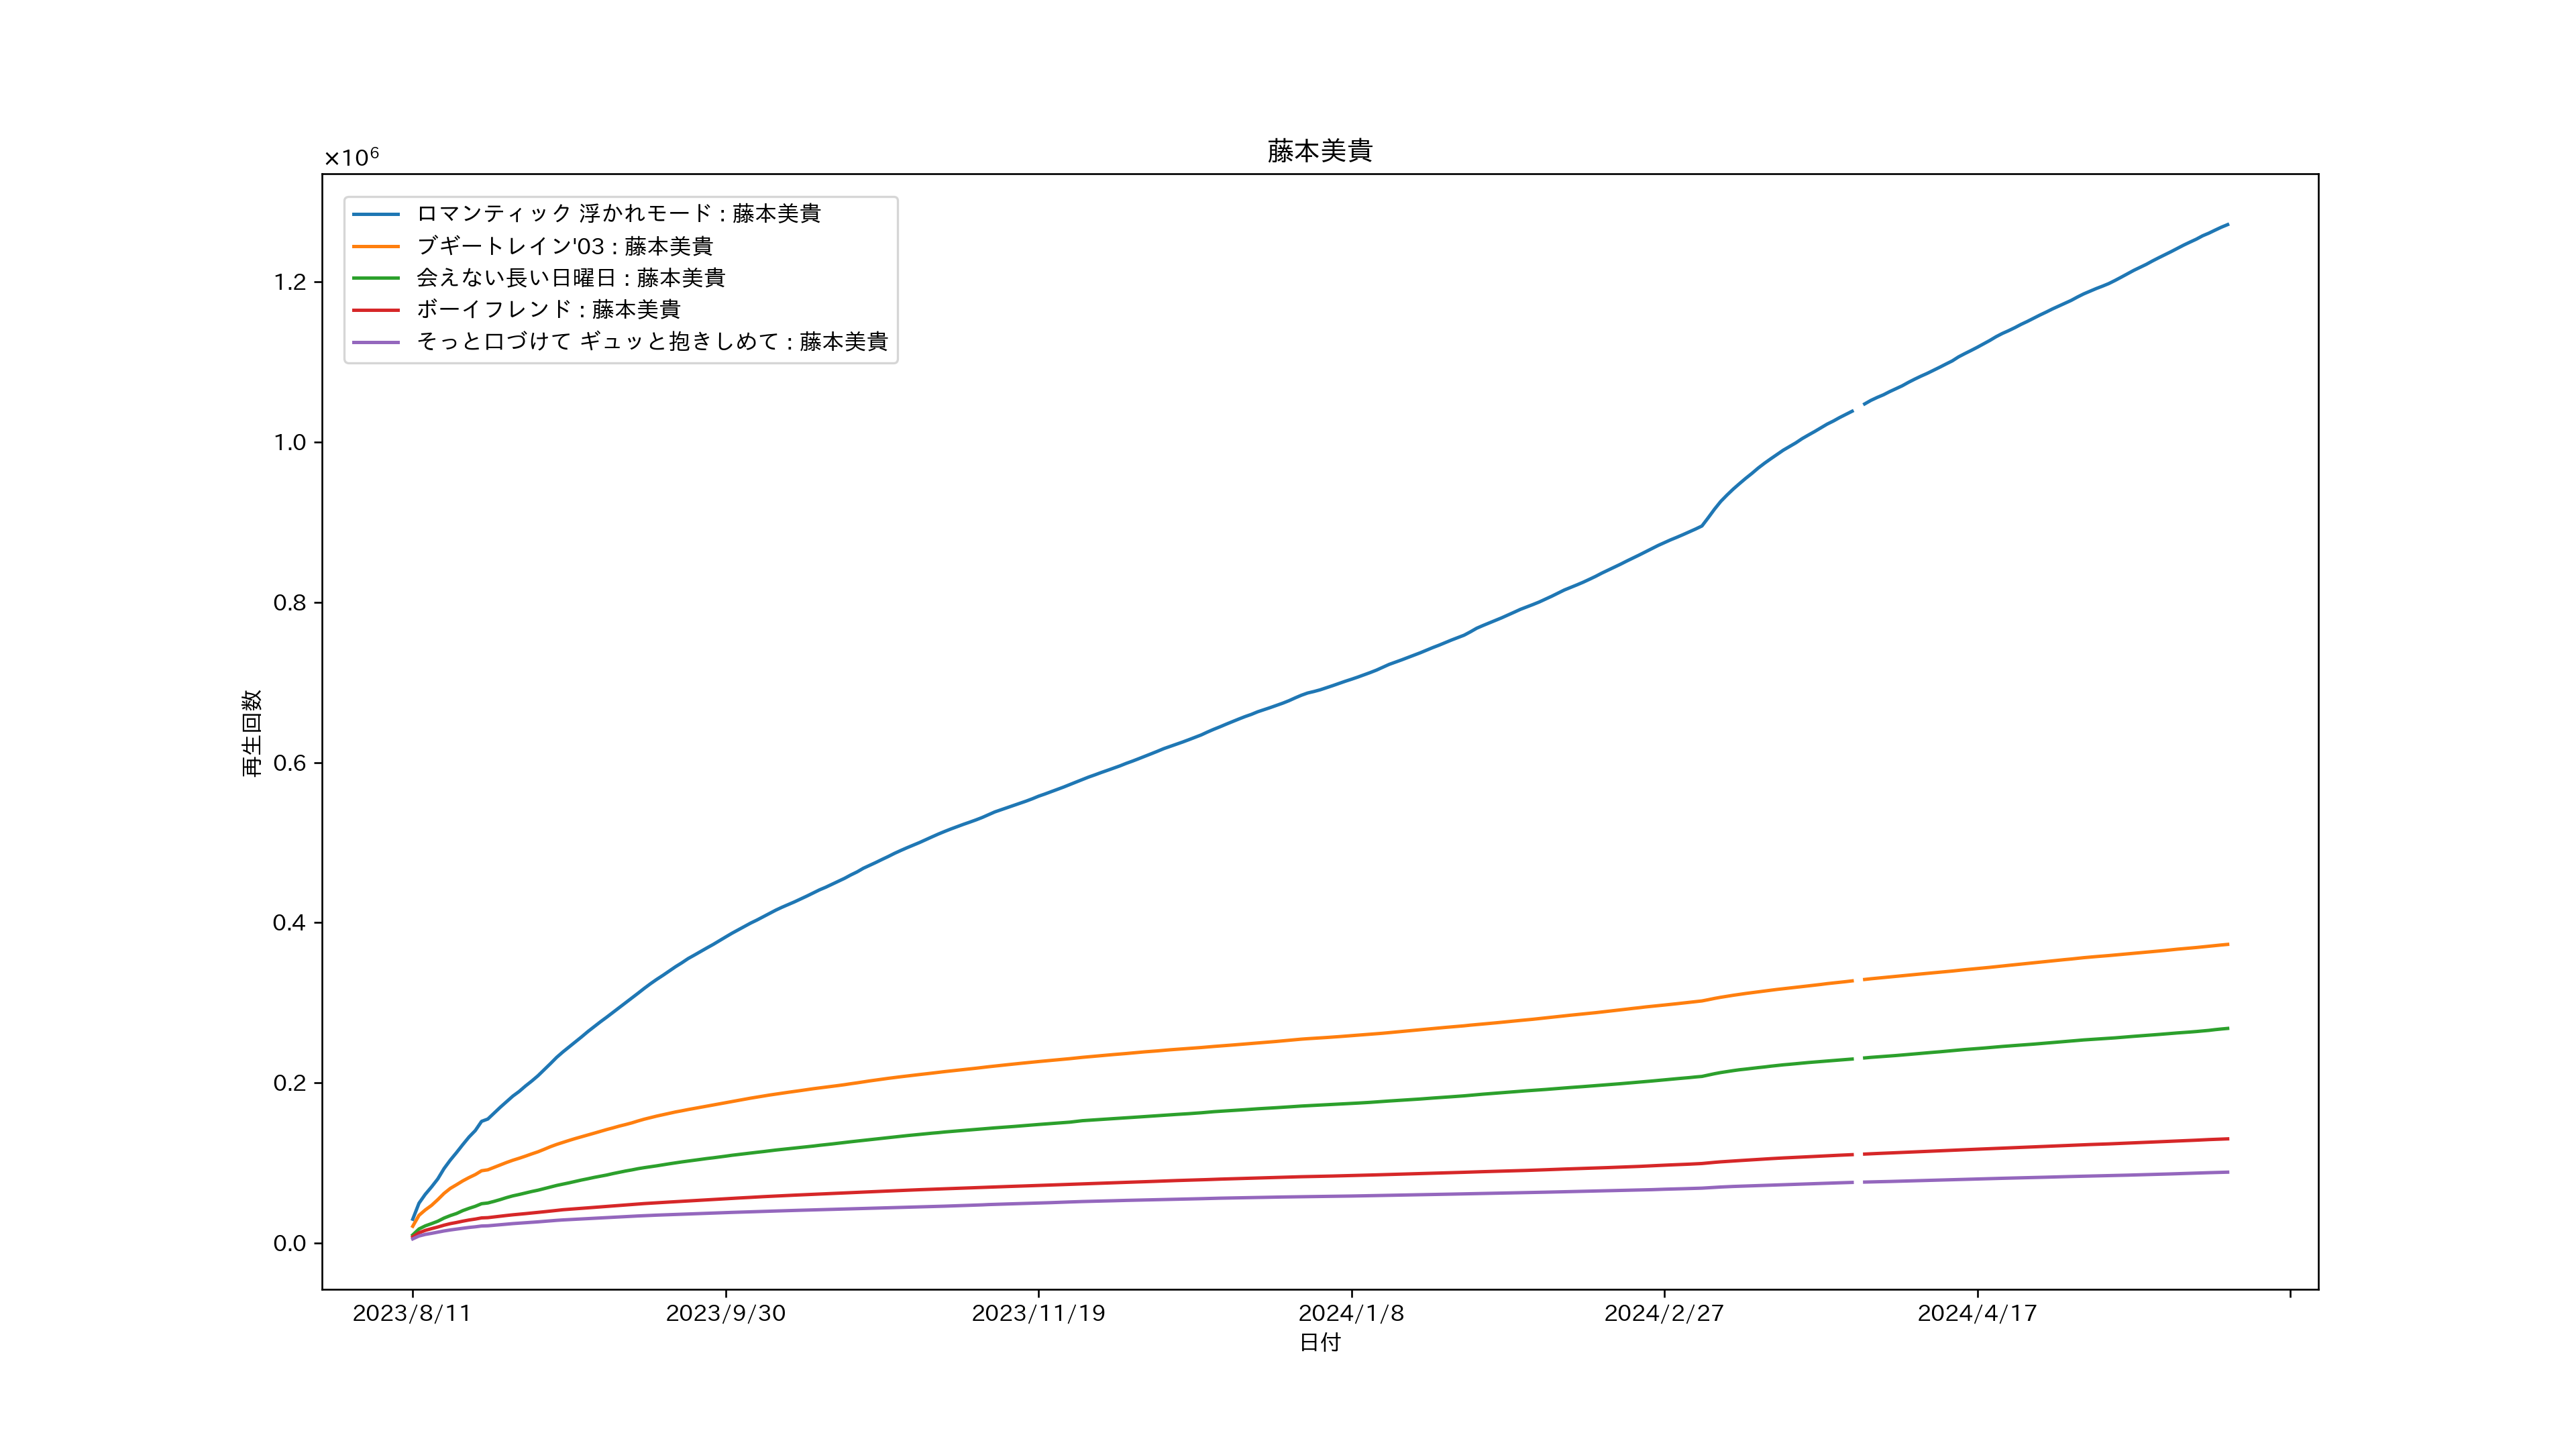 藤本美貴
×10⁶
ロマンティック 浮かれモード : 藤本美貴
ブギートレイン'03 : 藤本美貴
会えない長い日曜日 : 藤本美貴
ボーイフレンド : 藤本美貴
そっと口づけて ギュッと抱きしめて : 藤本美貴
1.2
1.0
0.8
0.6
0.4
0.2
0.0
再生回数
2023/8/11
2023/9/30
2023/11/19
2024/1/8
2024/2/27
2024/4/17
日付